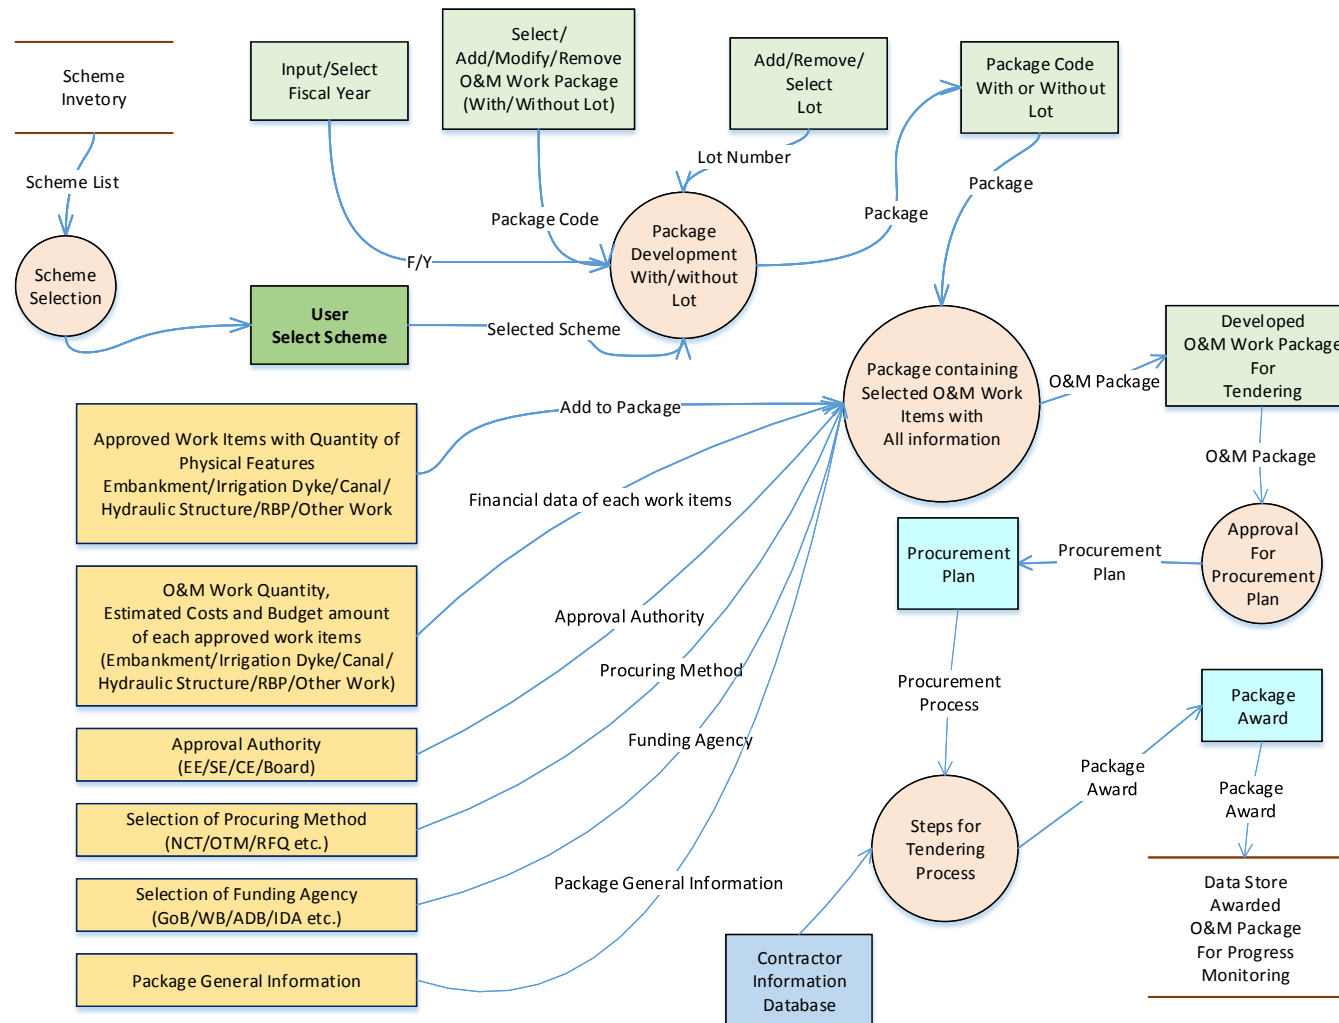 Scheme
Invetory
Scheme List
Scheme
Selection
Input/Select
Fiscal Year
F/Y
User
Select Scheme
Selected Scheme
Select/
Add/Modify/Remove
O&M Work Package
(With/Without Lot)
Package Code
Add/Remove/
Select
Lot
Lot Number
Package
Development
With/without
Lot
Package
Package Code
With or Without
Lot
Package
Package containing
Selected O&M Work
Items with
All information
O&M Package
Developed
O&M Work Package
For
Tendering
O&M Package
Approval
For
Procurement
Plan
Procurement
Plan
Procurement
Plan
Procurement
Process
Steps for
Tendering
Process
Contractor
Information
Database
Package
Award
Package
Award
Package
Award
Data Store
Awarded
O&M Package
For Progress
Monitoring
Approved Work Items with Quantity of
Physical Features
Embankment/Irrigation Dyke/Canal/
Hydraulic Structure/RBP/Other Work
Add to Package
O&M Work Quantity,
Estimated Costs and Budget amount
of each approved work items
(Embankment/Irrigation Dyke/Canal/
Hydraulic Structure/RBP/Other Work)
Financial data of each work items
Approval Authority
(EE/SE/CE/Board)
Approval Authority
Selection of Procuring Method
(NCT/OTM/RFQ etc.)
Procuring Method
Selection of Funding Agency
(GoB/WB/ADB/IDA etc.)
Funding Agency
Package General Information
Package General Information